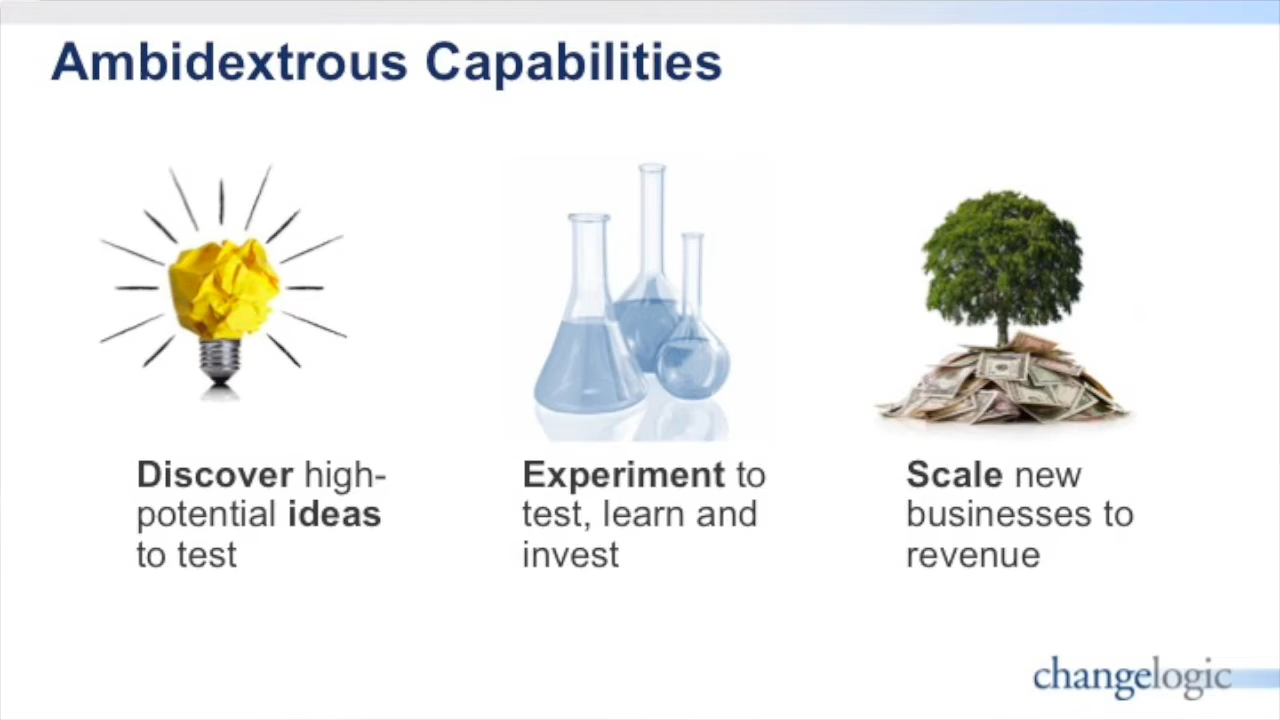 Ambidextrous Capabilities
Discover high-
potential ideas
to test
Experiment to
test, learn and
invest
Scale new
businesses to
revenue
changelogic